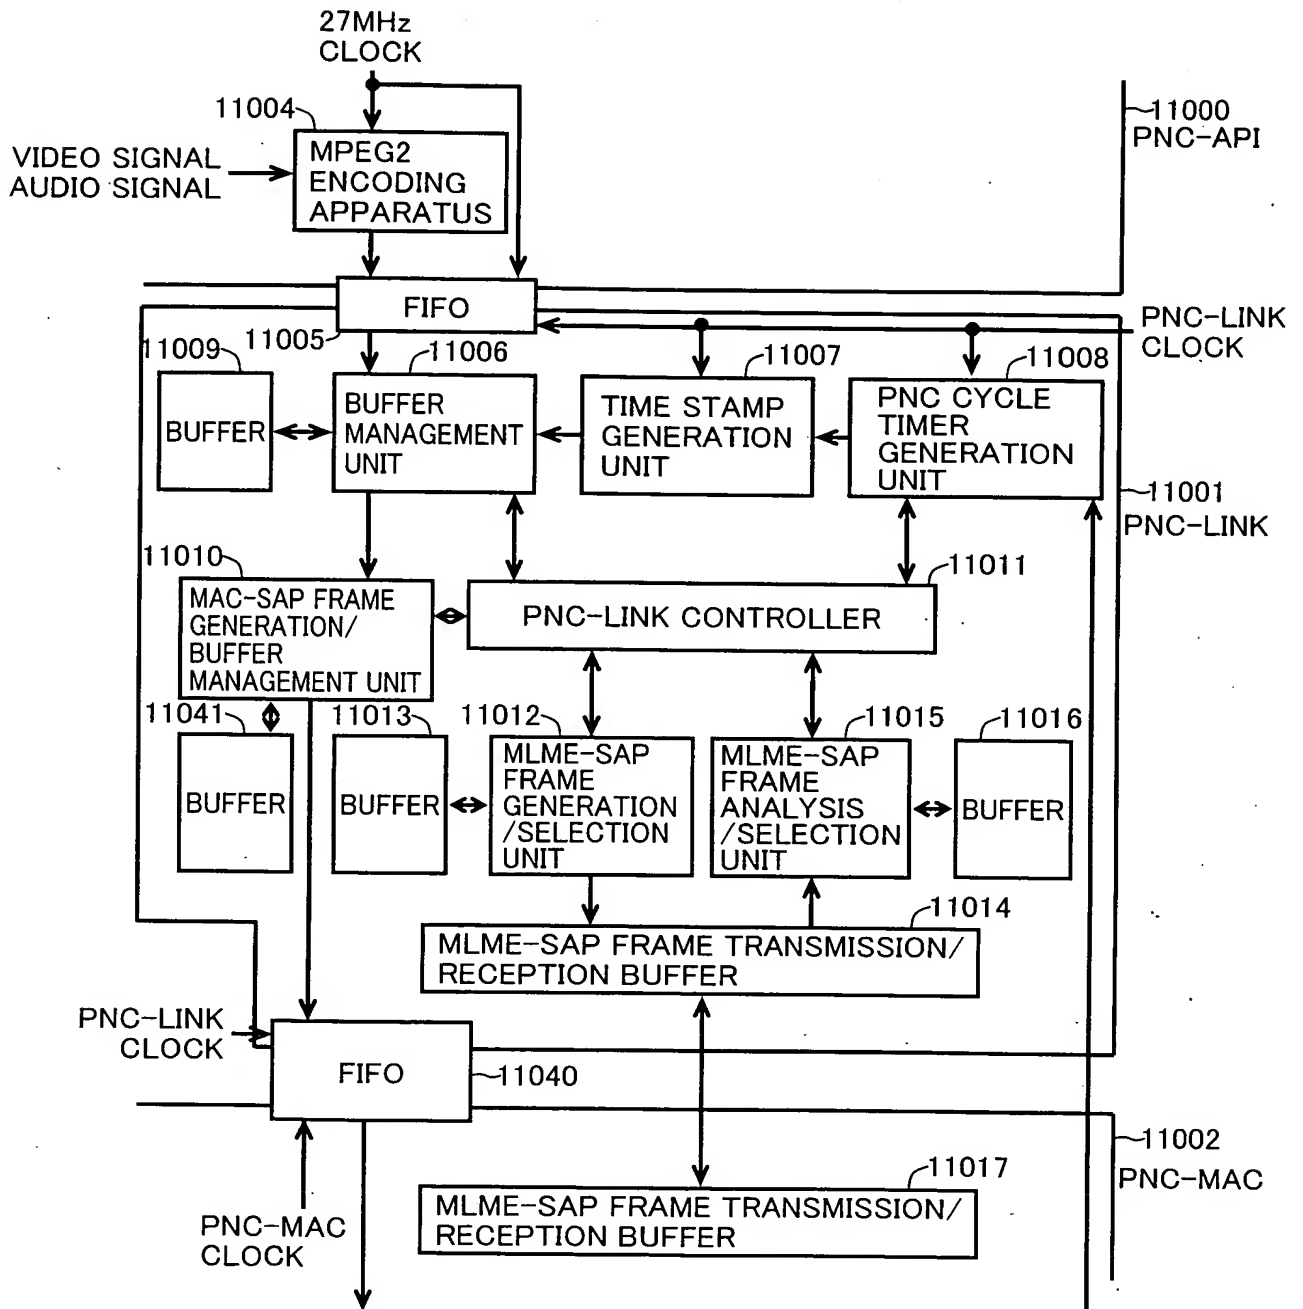 27MHz
CLOCK
11004
11000
PNC-API
VIDEO SIGNAL
AUDIO SIGNAL
MPEG2
ENCODING
APPARATUS
FIFO
11005
PNC-LINK
CLOCK
11009
11006
11007
11008
BUFFER
BUFFER
MANAGEMENT
UNIT
TIME STAMP
GENERATION
UNIT
PNC CYCLE
TIMER
GENERATION
UNIT
11001
PNC-LINK
11010
11011
MAC-SAP FRAME
GENERATION/
BUFFER
MANAGEMENT UNIT
PNC-LINK CONTROLLER
11041
11013
11012
11015
11016
BUFFER
BUFFER
MLME-SAP
FRAME
GENERATION
/SELECTION
UNIT
MLME-SAP
FRAME
ANALYSIS
/SELECTION
UNIT
BUFFER
11014
MLME-SAP FRAME TRANSMISSION/
RECEPTION BUFFER
PNC-LINK
CLOCK
FIFO
11040
11002
PNC-MAC
11017
MLME-SAP FRAME TRANSMISSION/
RECEPTION BUFFER
PNC-MAC
CLOCK